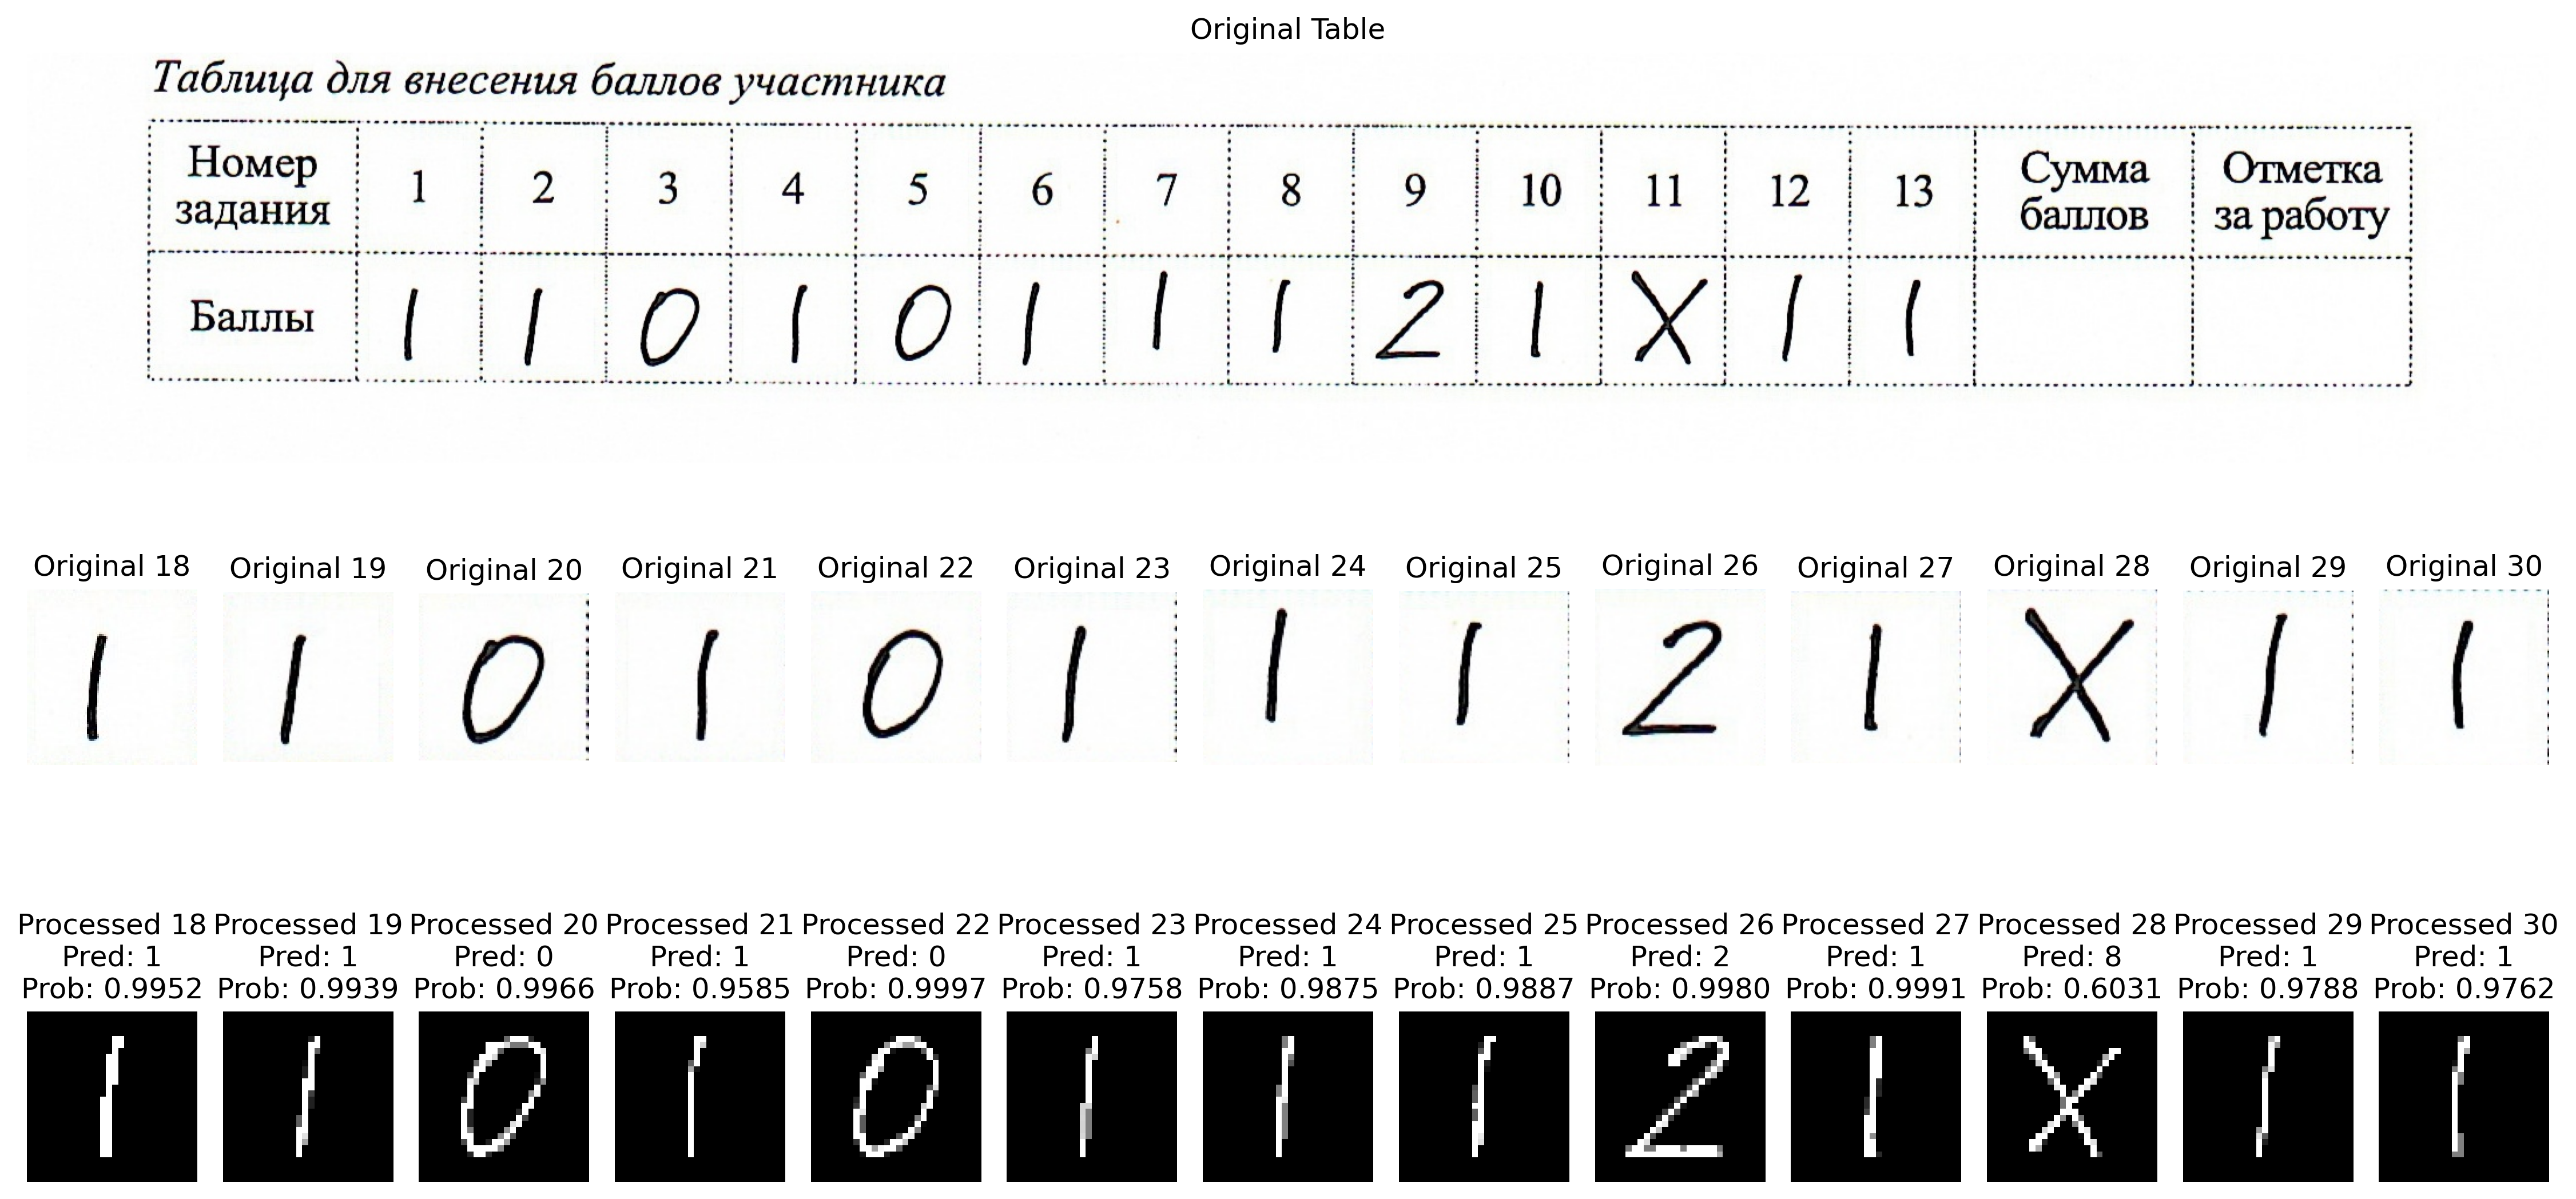 Original Table
Таблица для внесения баллов участника
Номер задания 1 2 3 4 5 6 7 8 9 10 11 12 13 Сумма баллов Отметка за работу
Баллы 1 1 0 1 0 1 1 1 2 1 X 1 1
Original 18 Original 19 Original 20 Original 21 Original 22 Original 23 Original 24 Original 25 Original 26 Original 27 Original 28 Original 29 Original 30
1 1 0 1 0 1 1 1 2 1 X 1 1
Processed 18 Processed 19 Processed 20 Processed 21 Processed 22 Processed 23 Processed 24 Processed 25 Processed 26 Processed 27 Processed 28 Processed 29 Processed 30
Pred: 1 Pred: 1 Pred: 0 Pred: 1 Pred: 0 Pred: 1 Pred: 1 Pred: 1 Pred: 2 Pred: 1 Pred: 8 Pred: 1 Pred: 1
Prob: 0.9952 Prob: 0.9939 Prob: 0.9966 Prob: 0.9585 Prob: 0.9997 Prob: 0.9758 Prob: 0.9875 Prob: 0.9887 Prob: 0.9980 Prob: 0.9991 Prob: 0.6031 Prob: 0.9788 Prob: 0.9762
1 1 0 1 0 1 1 1 2 1 X 1 1